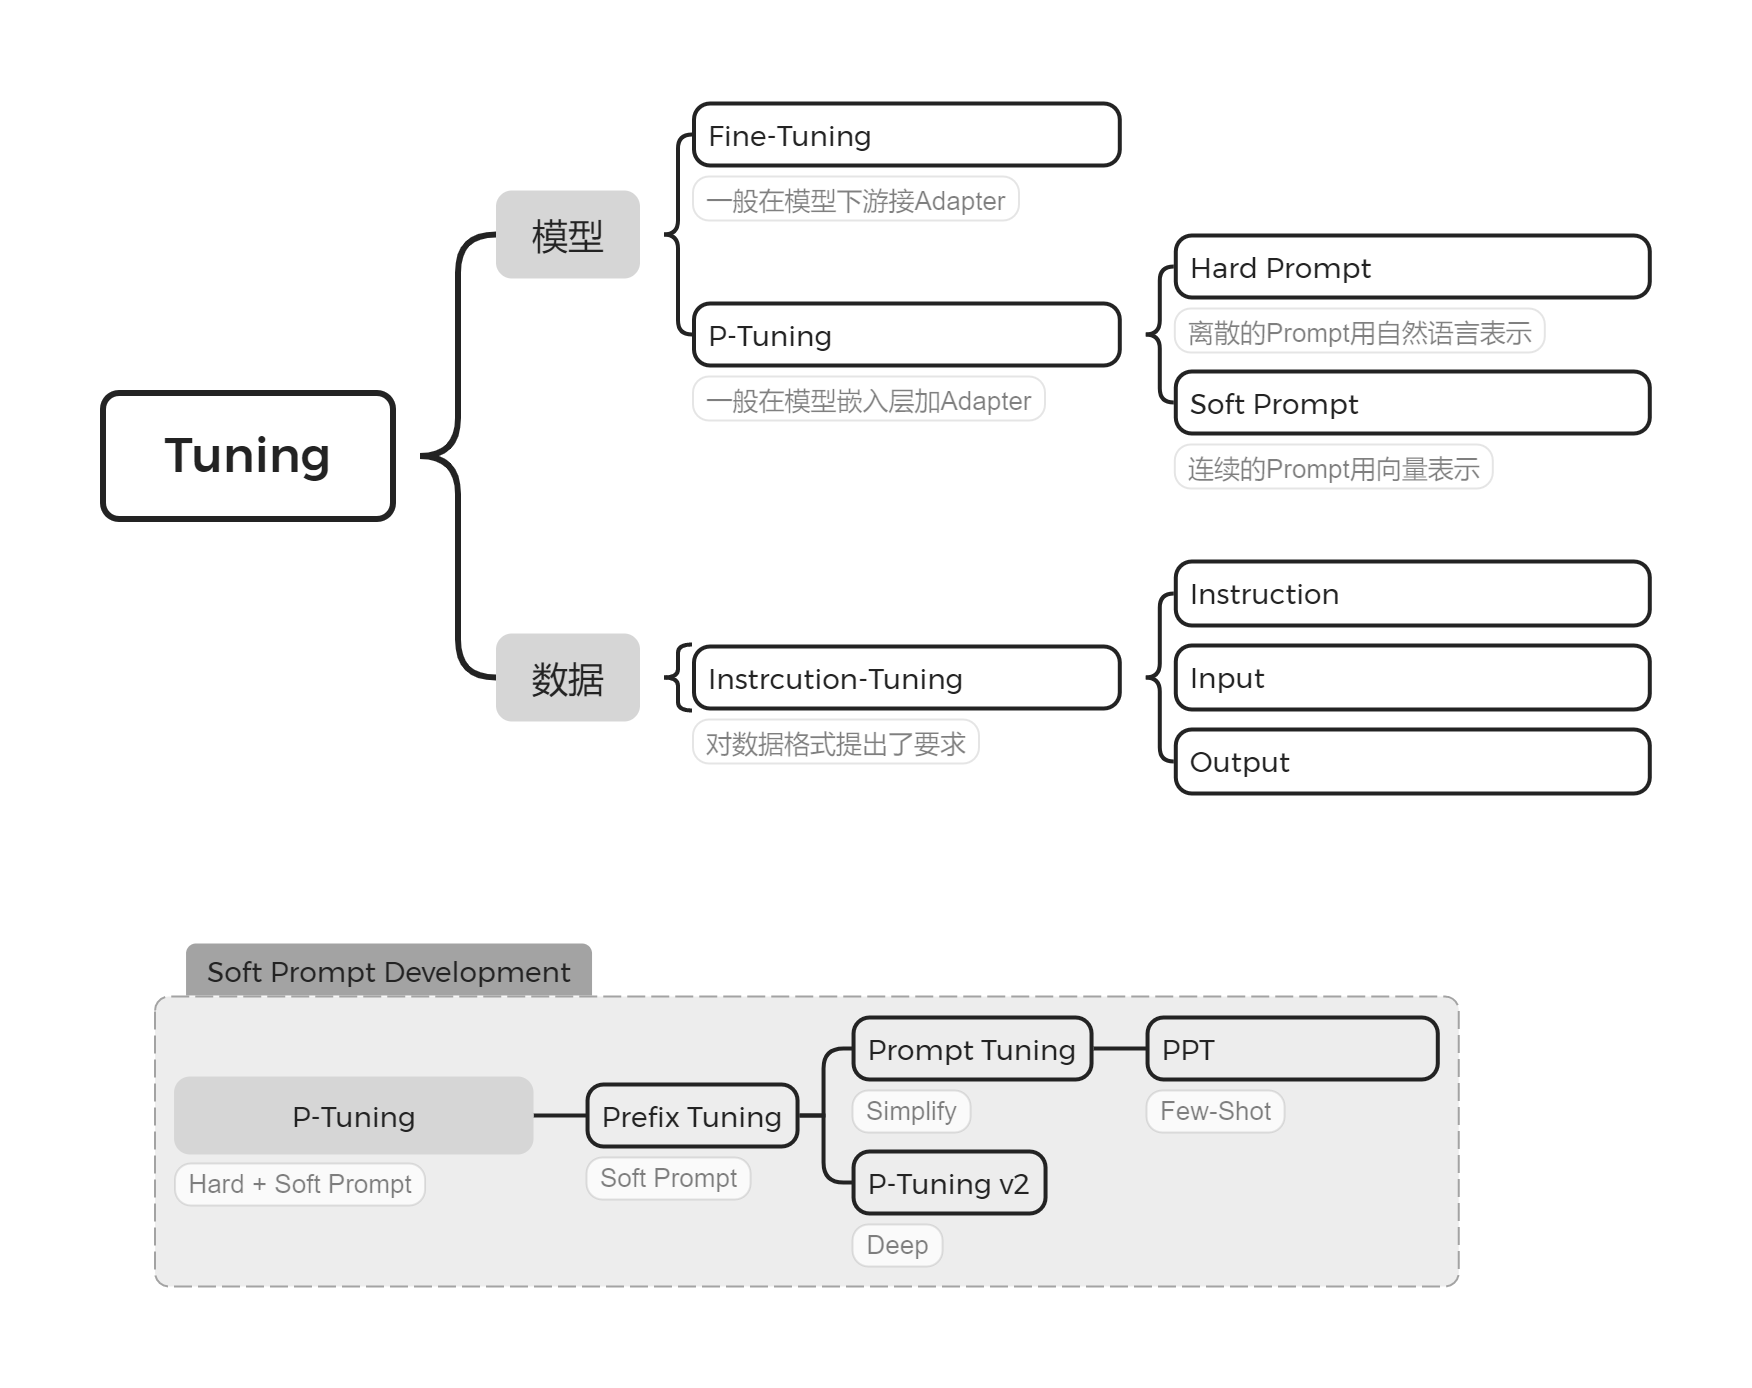 Tuning
模型
Fine-Tuning
一般在模型下游接Adapter
P-Tuning
一般在模型嵌入层加Adapter
Hard Prompt
离散的Prompt用自然语言表示
Soft Prompt
连续的Prompt用向量表示
数据
Instrcution-Tuning
对数据格式提出了要求
Instruction
Input
Output
Soft Prompt Development
P-Tuning
Hard + Soft Prompt
Prefix Tuning
Soft Prompt
Prompt Tuning
Simplify
PPT
Few-Shot
P-Tuning v2
Deep